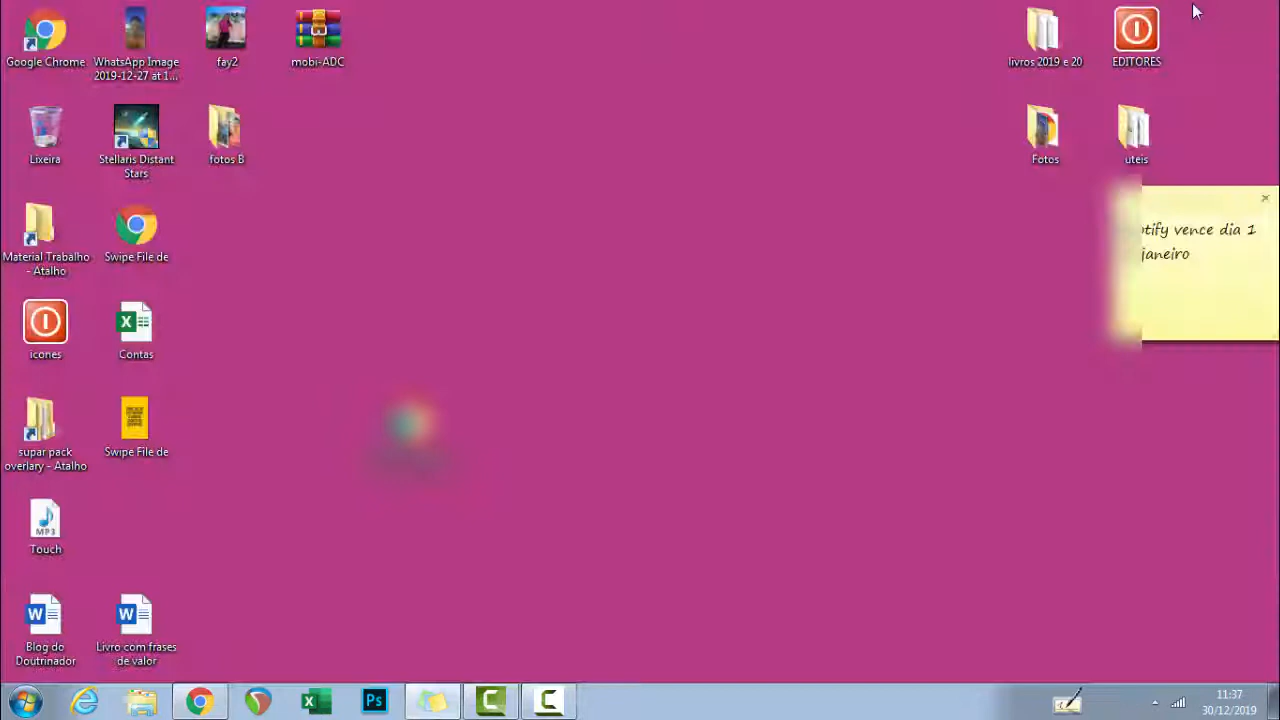 Google Chrome
WhatsApp Image
2019-12-27 at 1...
fay2
mobi-ADC
livros 2019 e 20
EDITORES
Lixeira
Stellaris Distant
Stars
fotos B
Fotos
uteis
Material Trabalho
- Atalho
Swipe File de
vence dia 1
janeiro
icones
Contas
supar pack
overlary - Atalho
Swipe File de
MP3
Touch
Blog do
Doutrinador
Livro com frases
de valor
Ps
11:37
30/12/2019